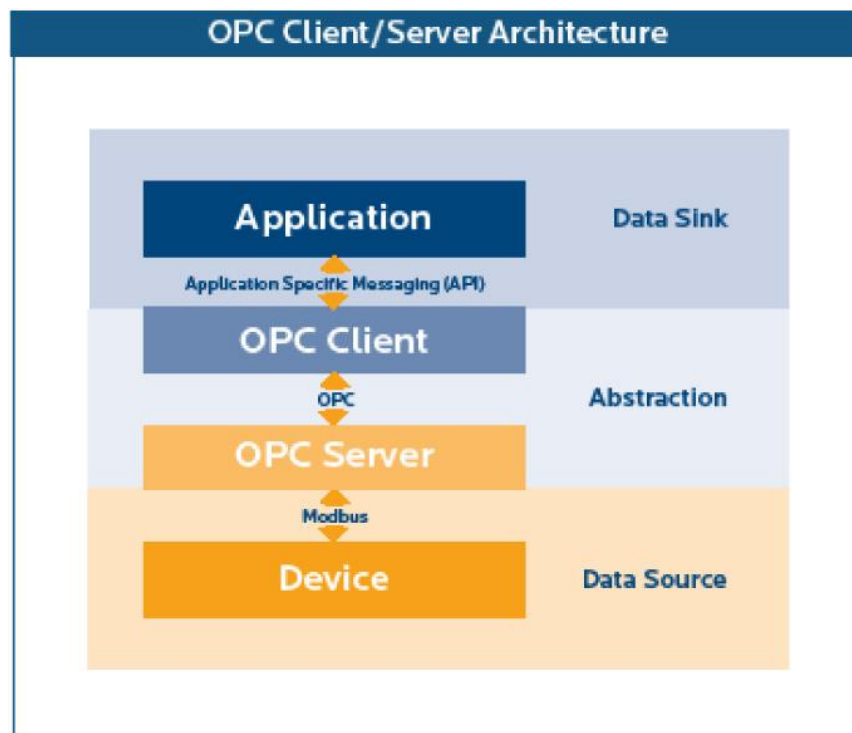 OPC Client/Server Architecture
Application
Data Sink
Application Specific Messaging (API)
OPC Client
OPC
Abstraction
OPC Server
Modbus
Device
Data Source